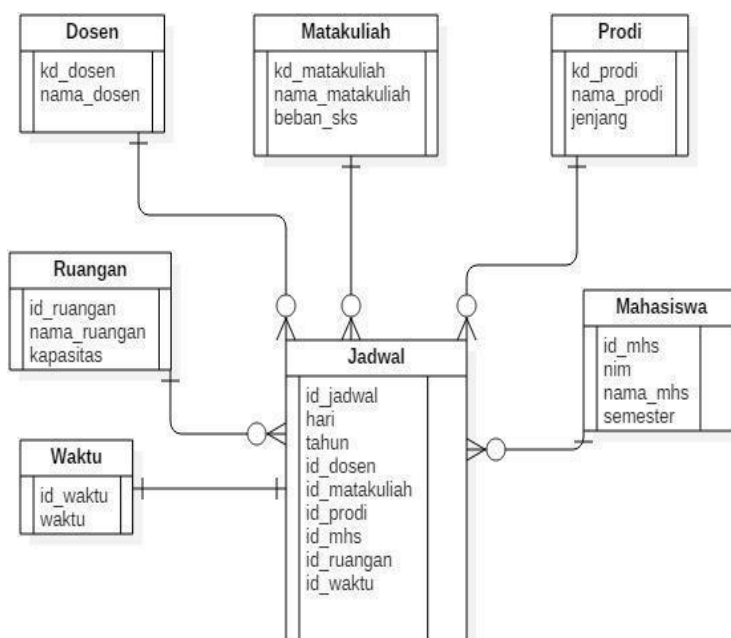 Dosen
kd_dosen
nama_dosen
Matakuliah
kd_matakuliah
nama_matakuliah
beban_sks
Prodi
kd_prodi
nama_prodi
jenjang
Ruangan
id_ruangan
nama_ruangan
kapasitas
Mahasiswa
id_mhs
nim
nama_mhs
semester
Waktu
id_waktu
waktu
Jadwal
id_jadwal
hari
tahun
id_dosen
id_matakuliah
id_prodi
id_mhs
id_ruangan
id_waktu